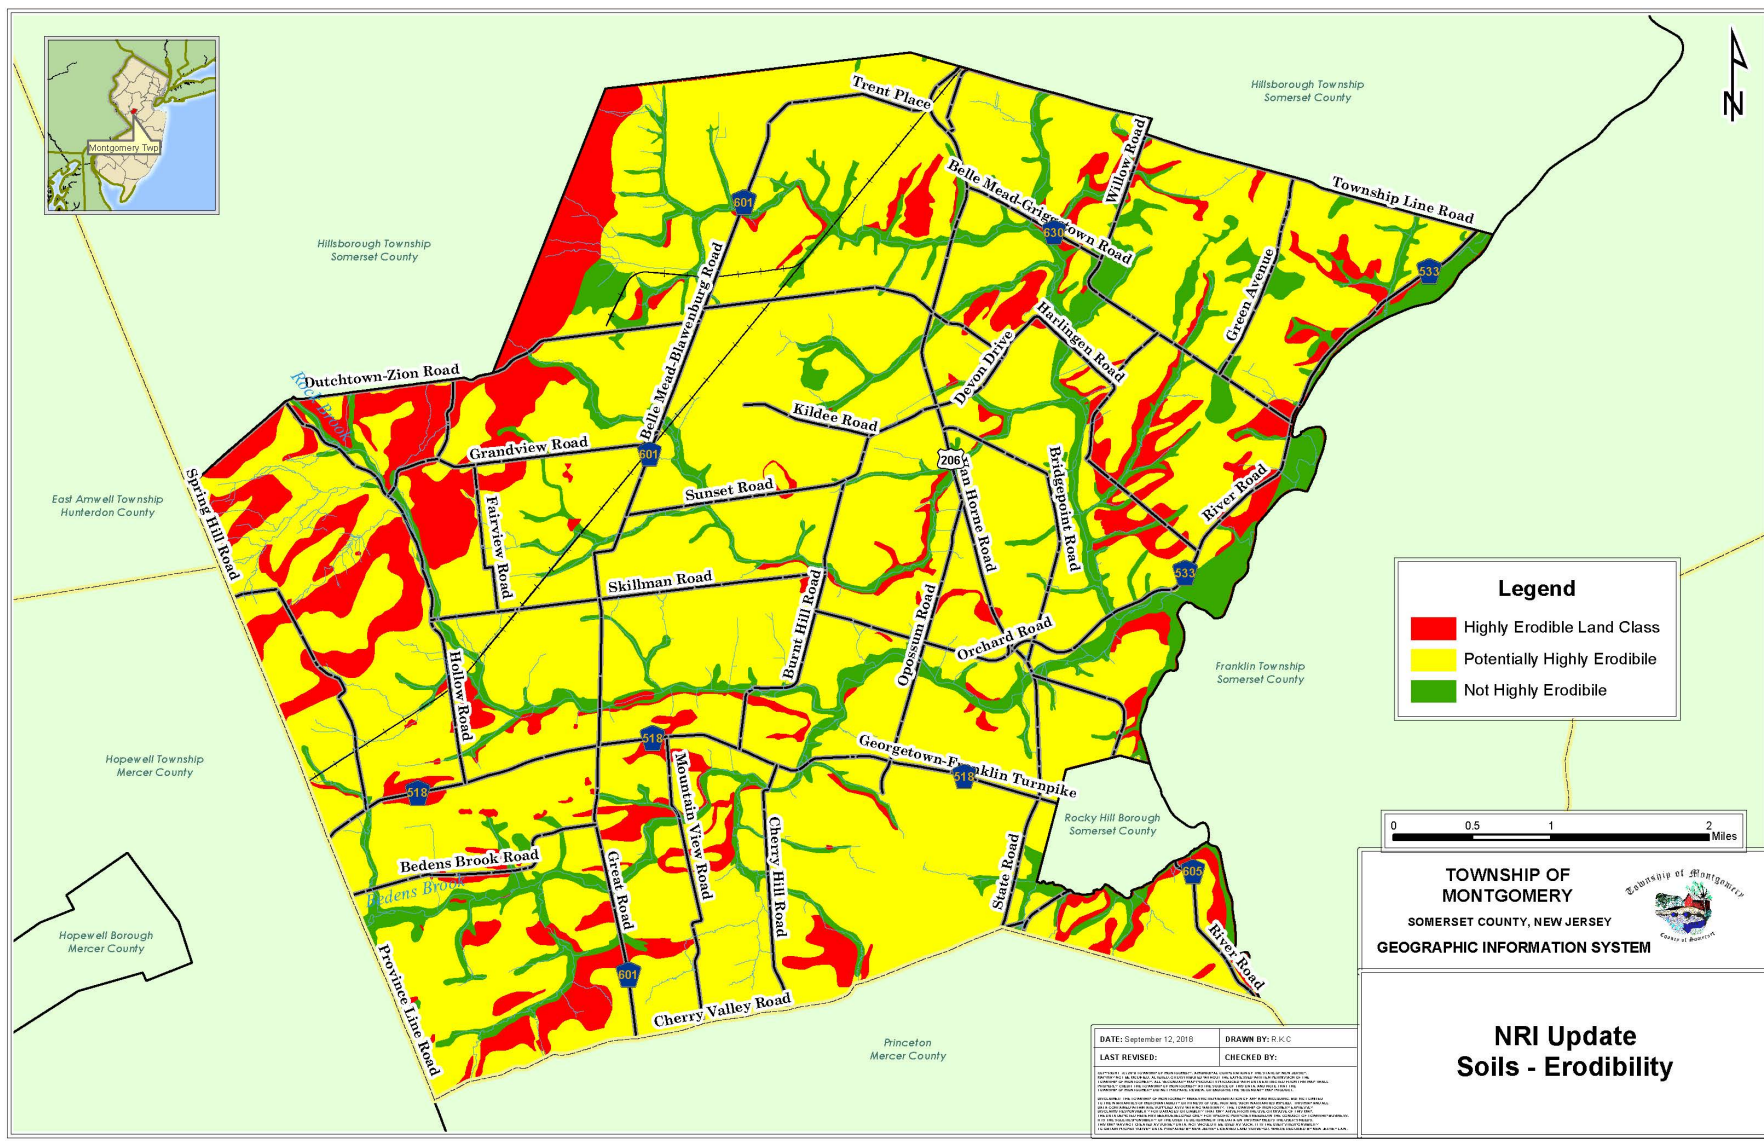 Montgomery Twp
Hillsborough Township
Somerset County
Hillsborough Township
Somerset County
East Amwell Township
Hunterdon County
Hopewell Township
Mercer County
Hopewell Borough
Mercer County
Princeton
Mercer County
Franklin Township
Somerset County
Rocky Hill Borough
Somerset County
N
Trent Place
Belle Mead-Griggstown Road
Willow Road
Township Line Road
Green Avenue
601
630
533
Belle Mead-Blawenburg Road
Harlingen Road
Devon Drive
Dutchtown-Zion Road
Rock Brook
Kildee Road
Grandview Road
601
206
Van Horne Road
Bridgepoint Road
River Road
Sunset Road
Spring Hill Road
Fairview Road
533
Skillman Road
Burnt Hill Road
Opossum Road
Orchard Road
Hollow Road
518
518
518
Georgetown-Franklin Turnpike
Mountain View Road
Cherry Hill Road
State Road
Bedens Brook Road
Bedens Brook
Great Road
605
River Road
601
Province Line Road
Cherry Valley Road
Legend
Highly Erodible Land Class
Potentially Highly Erodibile
Not Highly Erodibile
0 0.5 1 2
Miles
TOWNSHIP OF
MONTGOMERY
SOMERSET COUNTY, NEW JERSEY
GEOGRAPHIC INFORMATION SYSTEM
Township of Montgomery
County of Somerset
NRI Update
Soils - Erodibility
DATE: September 12, 2018
DRAWN BY: R.K.C
LAST REVISED:
CHECKED BY: